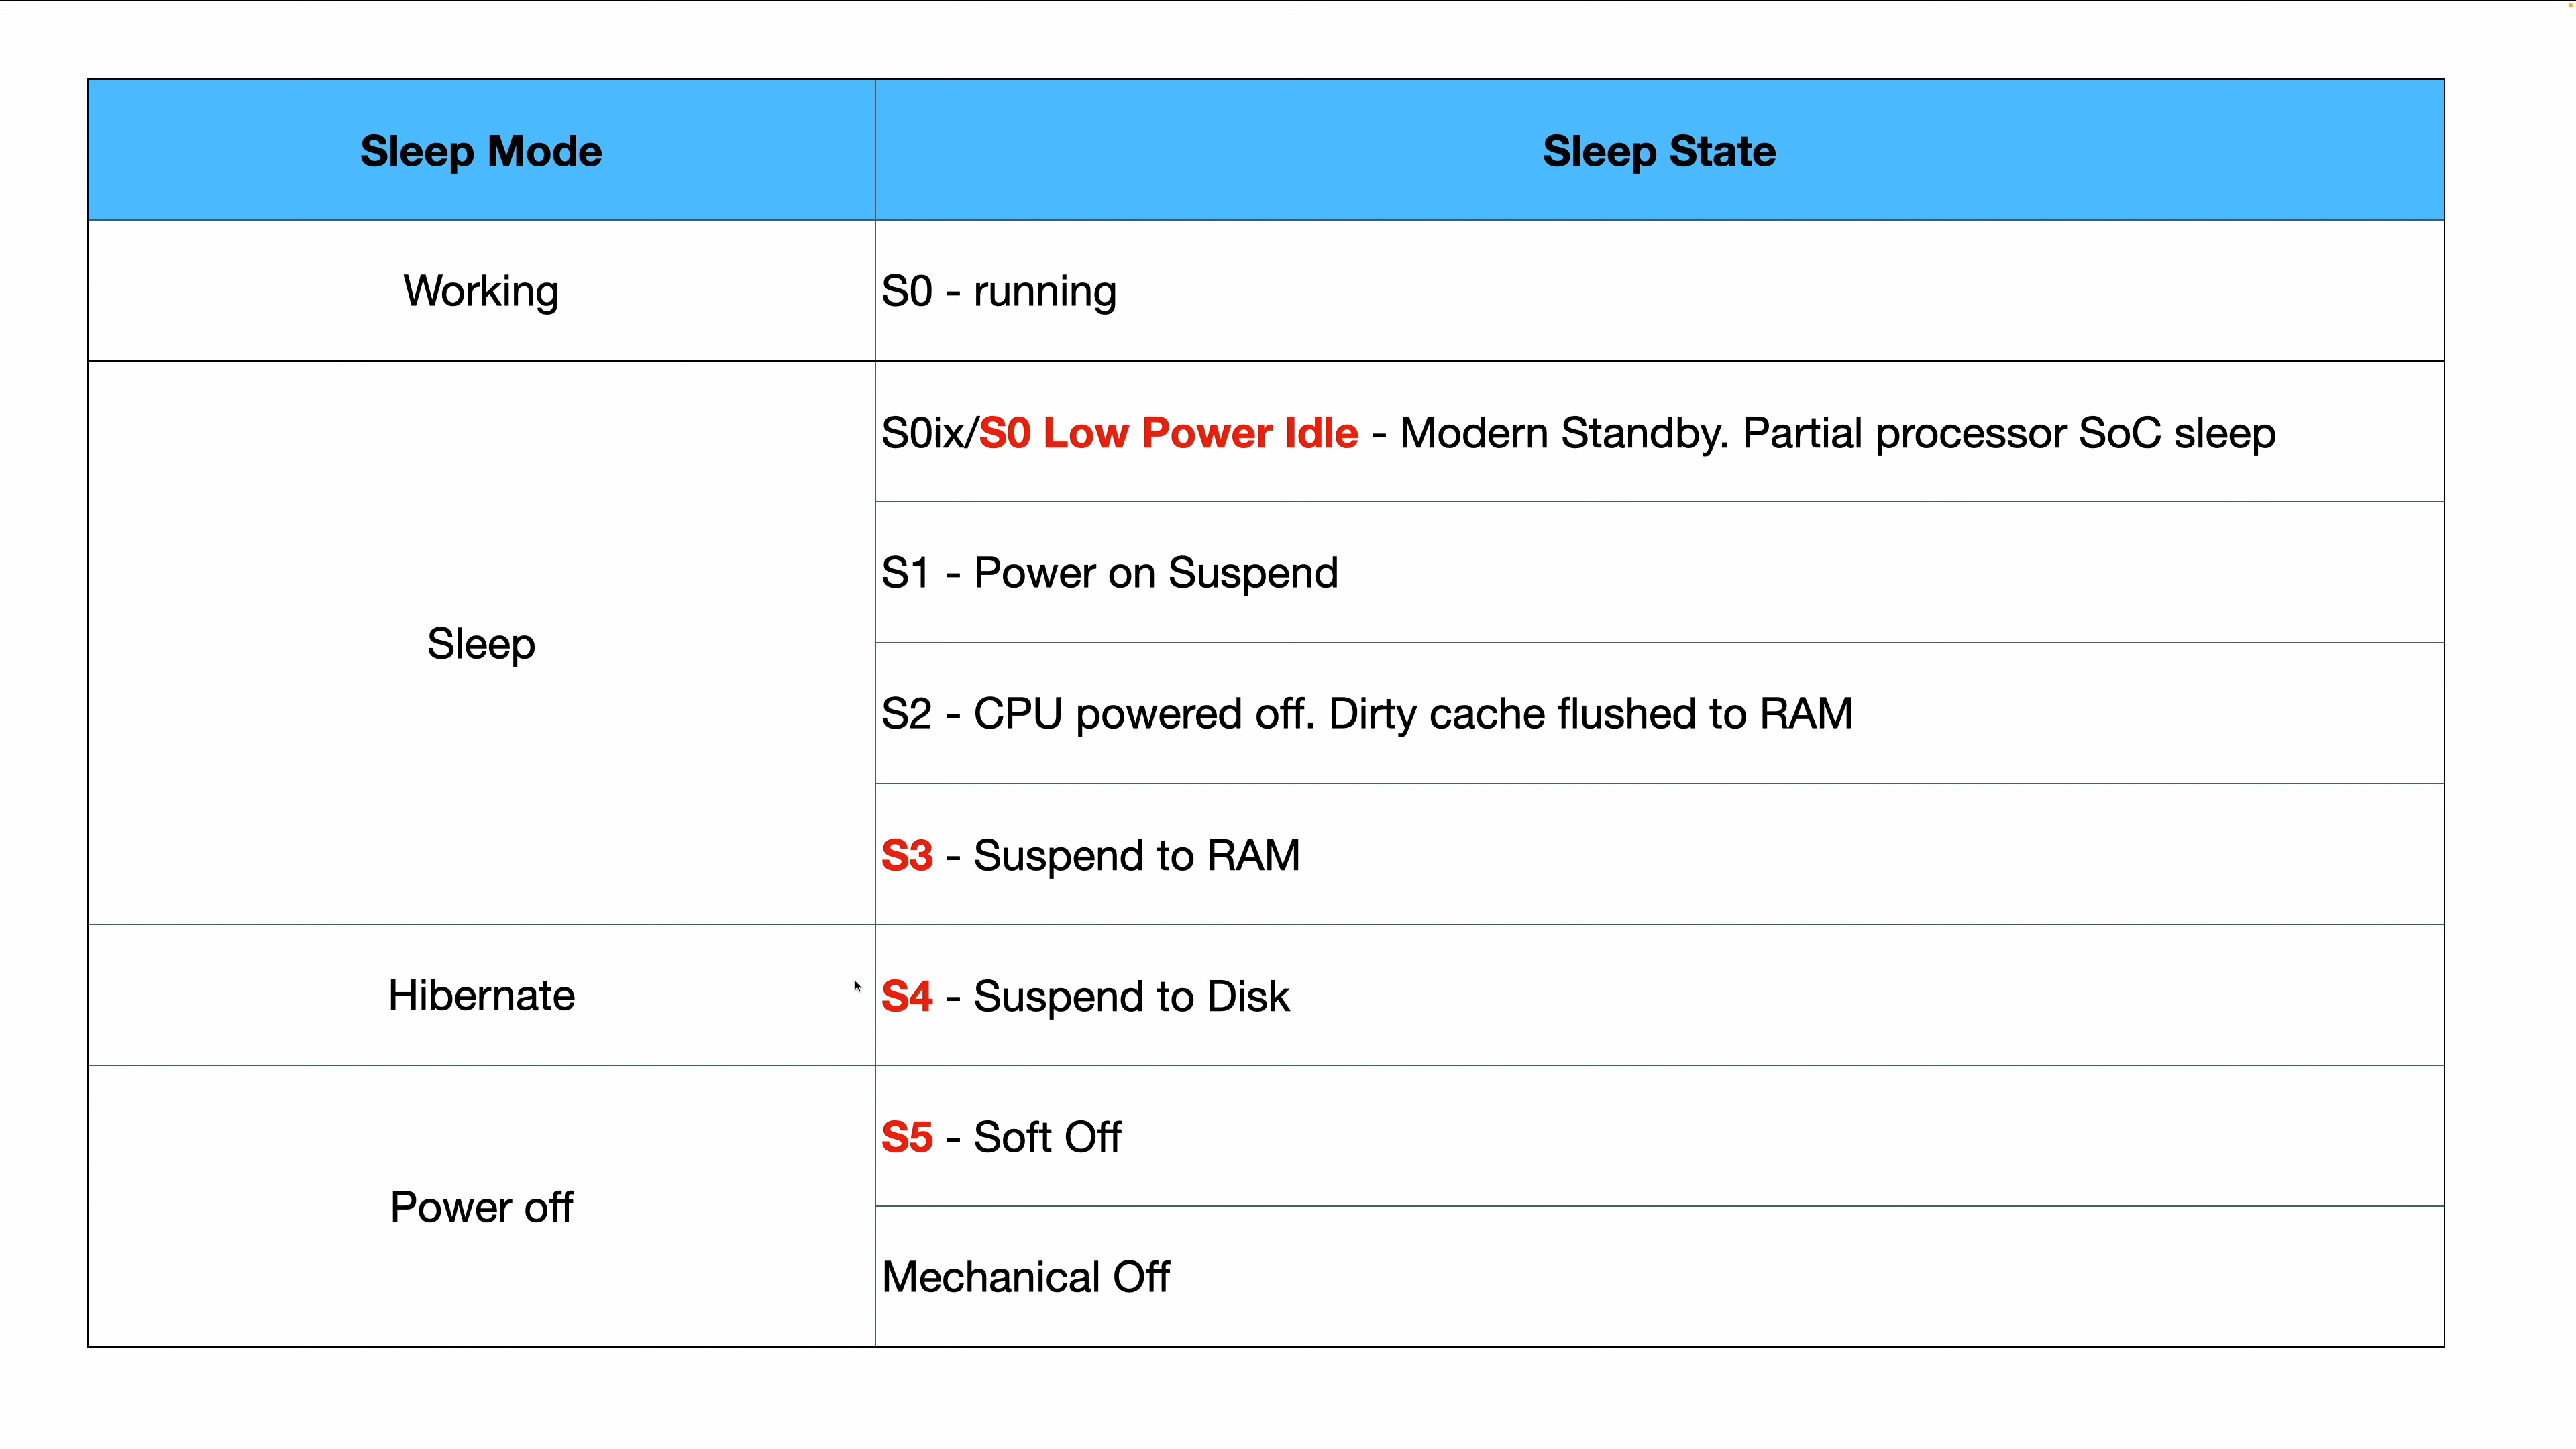 Sleep Mode
Sleep State
Working
S0 - running
Sleep
S0ix/S0 Low Power Idle - Modern Standby. Partial processor SoC sleep
S1 - Power on Suspend
S2 - CPU powered off. Dirty cache flushed to RAM
S3 - Suspend to RAM
Hibernate
S4 - Suspend to Disk
Power off
S5 - Soft Off
Mechanical Off